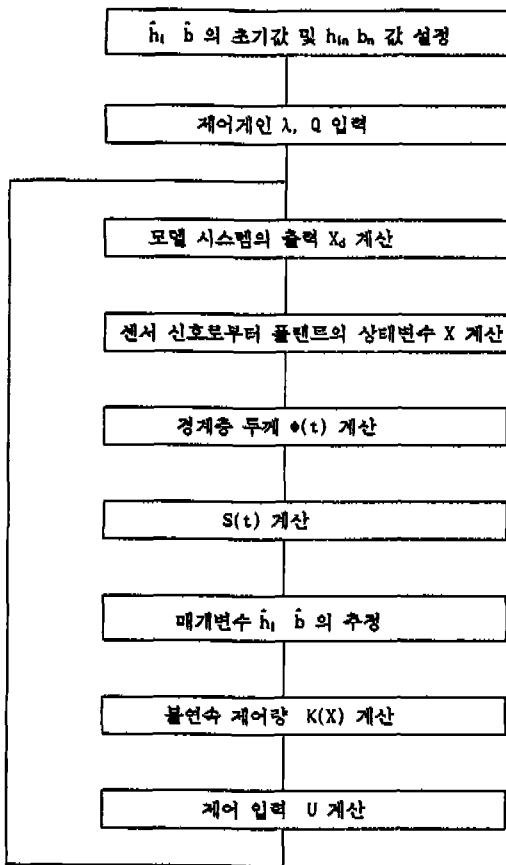 ĥᵢ b̂ 의 초기값 및 hᵢₙ bₙ 값 설정
제어게인 λ, Q 입력
모델 시스템의 출력 X_d 계산
센서 신호로부터 플랜트의 상태변수 X 계산
경계층 두께 Φ(t) 계산
S(t) 계산
매개변수 ĥᵢ b̂ 의 추정
불연속 제어량 K(X) 계산
제어 입력 U 계산